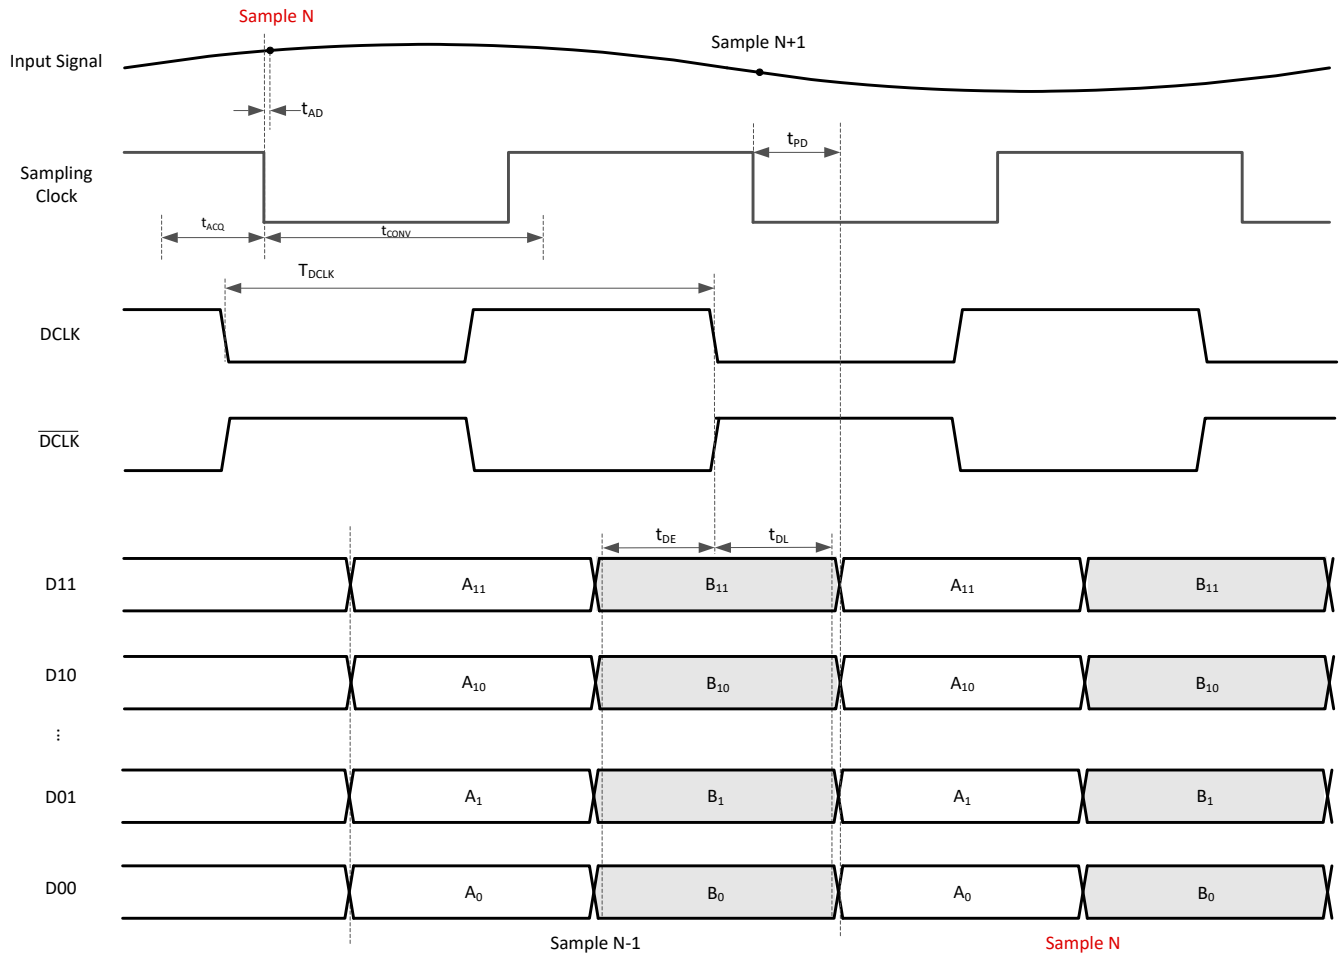 Sample N
Sample N+1
Input Signal
tAD
tPD
Sampling
Clock
tACQ
tCONV
TDCLK
DCLK
DCLK
tDE
tDL
D11
A11
B11
A11
B11
D10
A10
B10
A10
B10
...
D01
A1
B1
A1
B1
D00
A0
B0
A0
B0
Sample N-1
Sample N